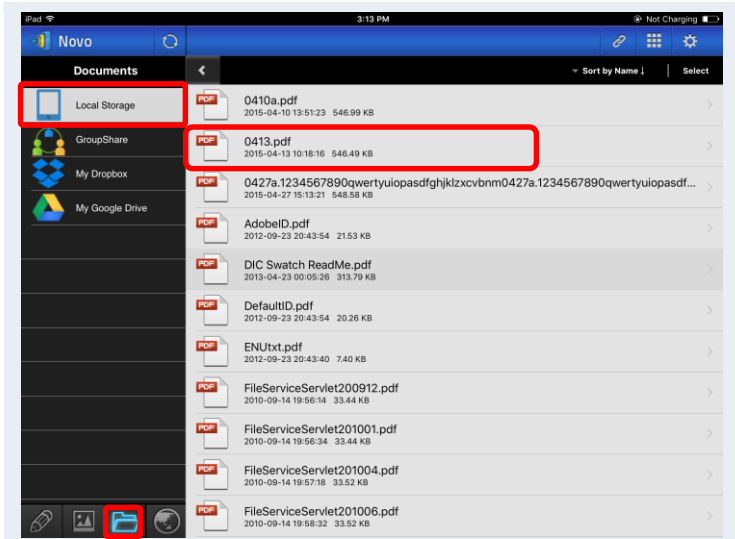 iPad 3:13 PM Not Charging
Novo
Documents
Sort by Name ↓ Select
Local Storage
GroupShare
My Dropbox
My Google Drive
PDF 0410a.pdf
2015-04-10 13:51:23 546.99 KB
PDF 0413.pdf
2015-04-13 10:18:16 546.49 KB
PDF 0427a.1234567890qwertyuiopasdfghjklzxcvbnm0427a.1234567890qwertyuiopasdf...
2015-04-27 15:13:21 548.58 KB
PDF AdobeID.pdf
2012-09-23 20:43:54 21.53 KB
PDF DIC Swatch ReadMe.pdf
2013-04-23 00:05:26 313.79 KB
PDF DefaultID.pdf
2012-09-23 20:43:54 20.26 KB
PDF ENUtxt.pdf
2012-09-23 20:43:40 7.40 KB
PDF FileServiceServlet200912.pdf
2010-09-14 19:56:14 33.44 KB
PDF FileServiceServlet201001.pdf
2010-09-14 19:56:34 33.44 KB
PDF FileServiceServlet201004.pdf
2010-09-14 19:57:18 33.52 KB
PDF FileServiceServlet201006.pdf
2010-09-14 19:58:32 33.52 KB